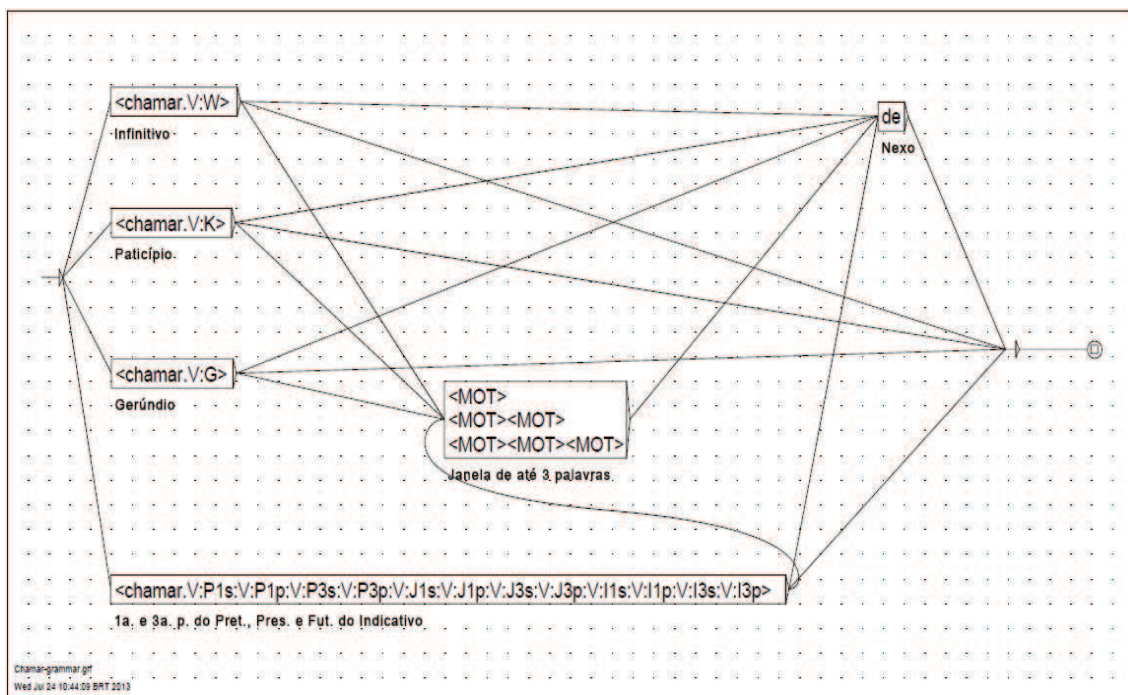 <chamar.V:W>
Infinitivo
de
Nexo
<chamar.V:K>
Paticípio
<chamar.V:G>
Gerúndio
<MOT>
<MOT><MOT>
<MOT><MOT><MOT>
Janela de até 3 palavras
<chamar.V:P1s:V:P1p:V:P3s:V:P3p:V:J1s:V:J1p:V:J3s:V:J3p:V:I1s:V:I1p:V:I3s:V:I3p>
1a. e 3a. p. do Pret., Pres. e Fut. do Indicativo
Chamar-grammar.grf
Wed Jul 24 10:44:09 BRT 2013